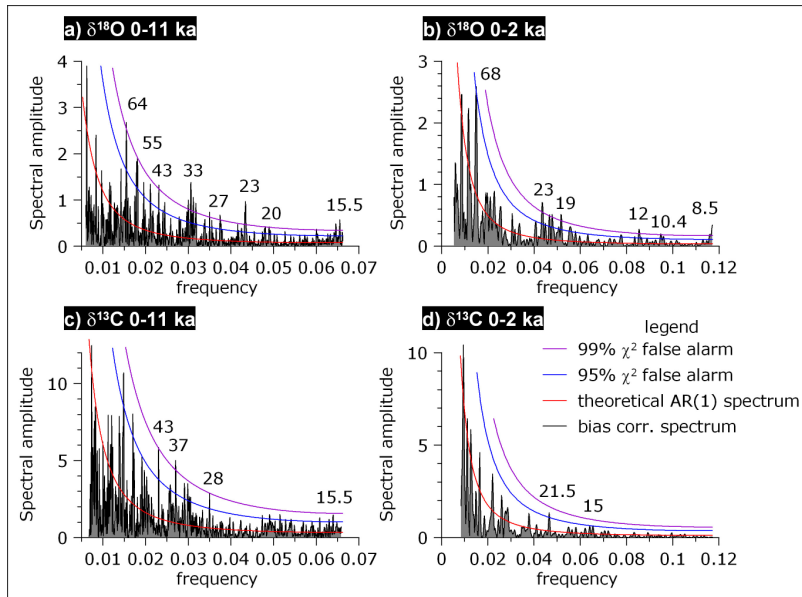 a) δ¹⁸O 0-11 ka
4
3
2
1
0
Spectral amplitude
64
55
43
33
27
23
20
15.5
0.01 0.02 0.03 0.04 0.05 0.06 0.07
frequency
b) δ¹⁸O 0-2 ka
3
2
1
0
Spectral amplitude
68
23
19
12
10.4
8.5
0 0.02 0.04 0.06 0.08 0.1 0.12
frequency
c) δ¹³C 0-11 ka
10
5
0
Spectral amplitude
43
37
28
15.5
0 0.01 0.02 0.03 0.04 0.05 0.06 0.07
frequency
d) δ¹³C 0-2 ka
10
5
0
Spectral amplitude
21.5
15
0 0.02 0.04 0.06 0.08 0.1 0.12
frequency
legend
99% χ² false alarm
95% χ² false alarm
theoretical AR(1) spectrum
bias corr. spectrum